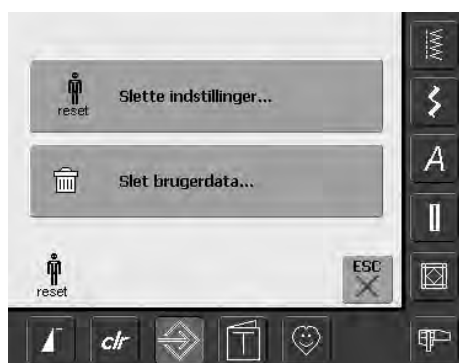 reset
Slette indstillinger...
Slet brugerdata...
reset
ESC
A
clr
T